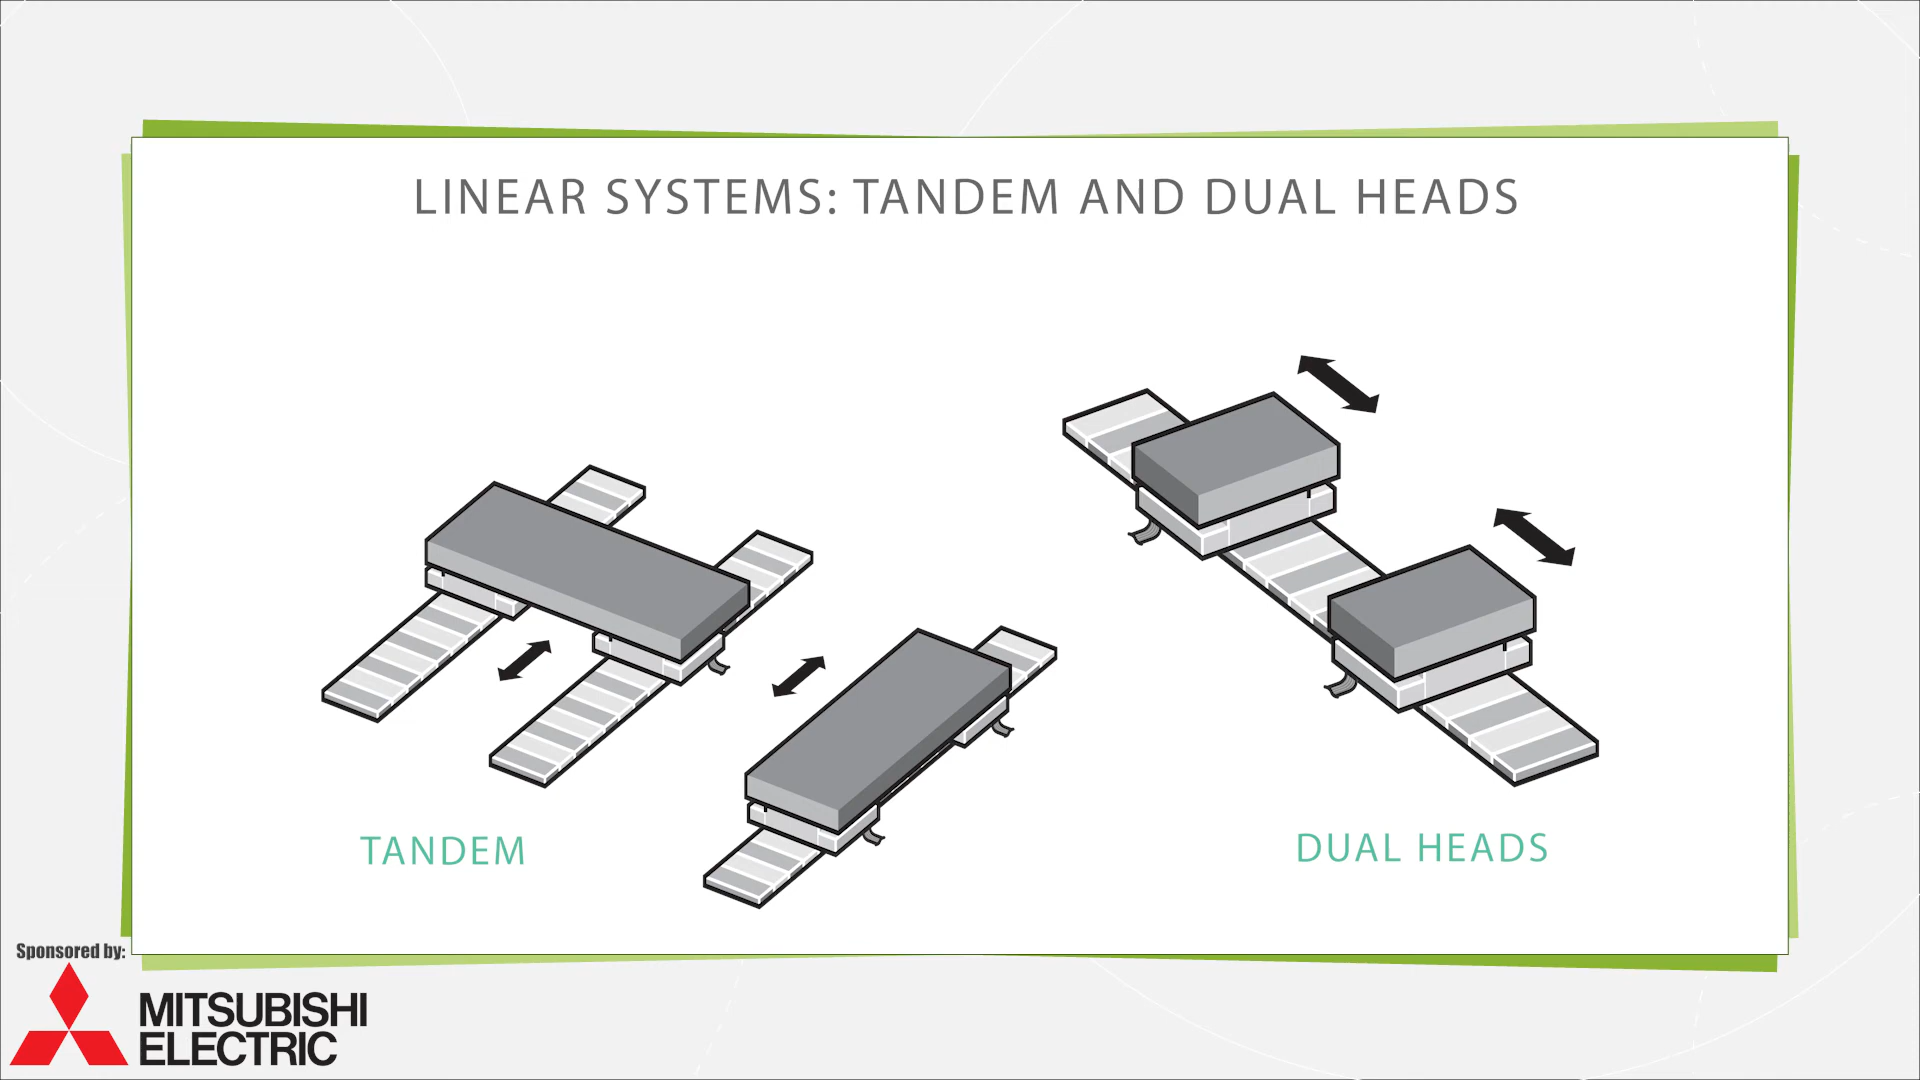 LINEAR SYSTEMS: TANDEM AND DUAL HEADS
TANDEM
DUAL HEADS
Sponsored by:
MITSUBISHI
ELECTRIC